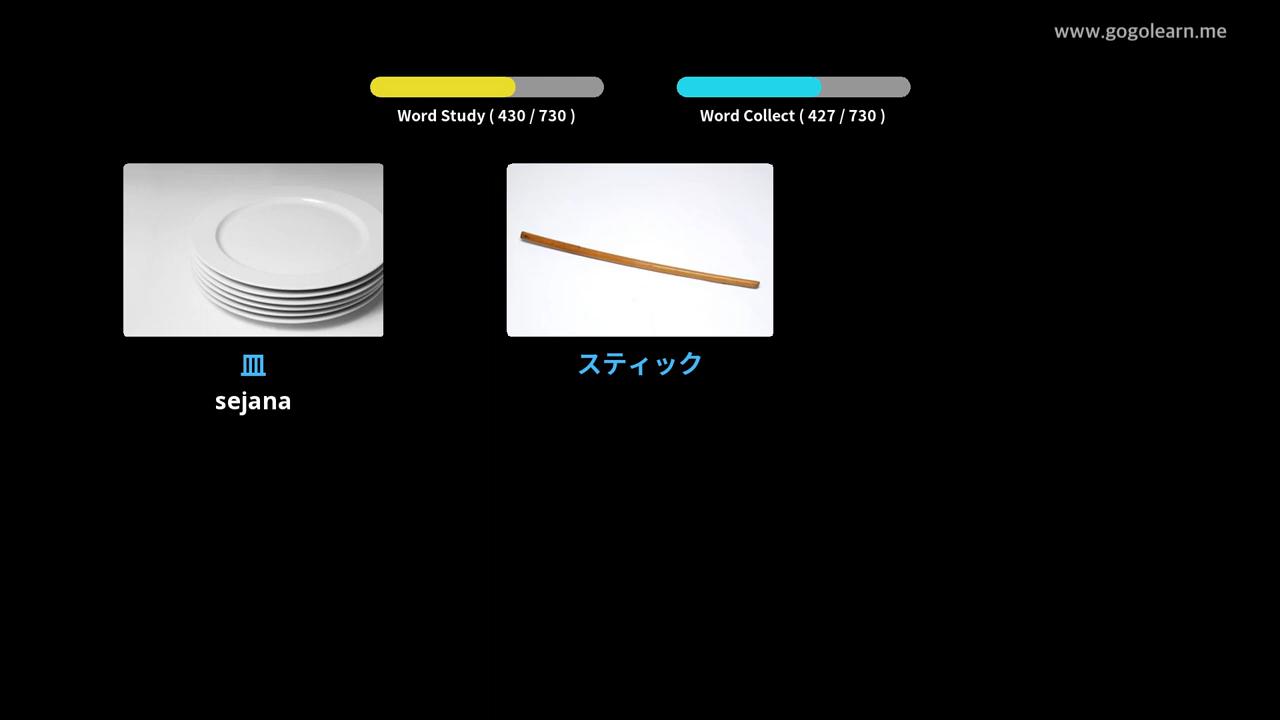 www.gogolearn.me
Word Study ( 430 / 730 )
Word Collect ( 427 / 730 )
皿
sejana
スティック